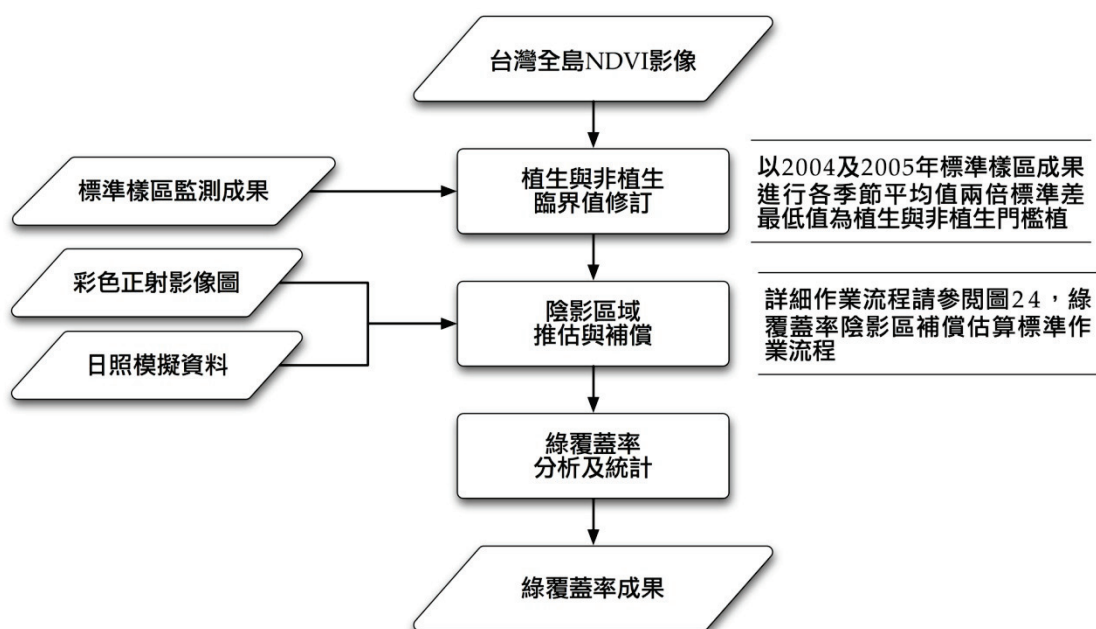 台灣全島NDVI影像
標準樣區監測成果
植生與非植生
臨界值修訂
以2004及2005年標準樣區成果
進行各季節平均值兩倍標準差
最低值為植生與非植生門檻植
彩色正射影像圖
日照模擬資料
陰影區域
推估與補償
詳細作業流程請參閱圖24,綠
覆蓋率陰影區補償估算標準作
業流程
綠覆蓋率
分析及統計
綠覆蓋率成果